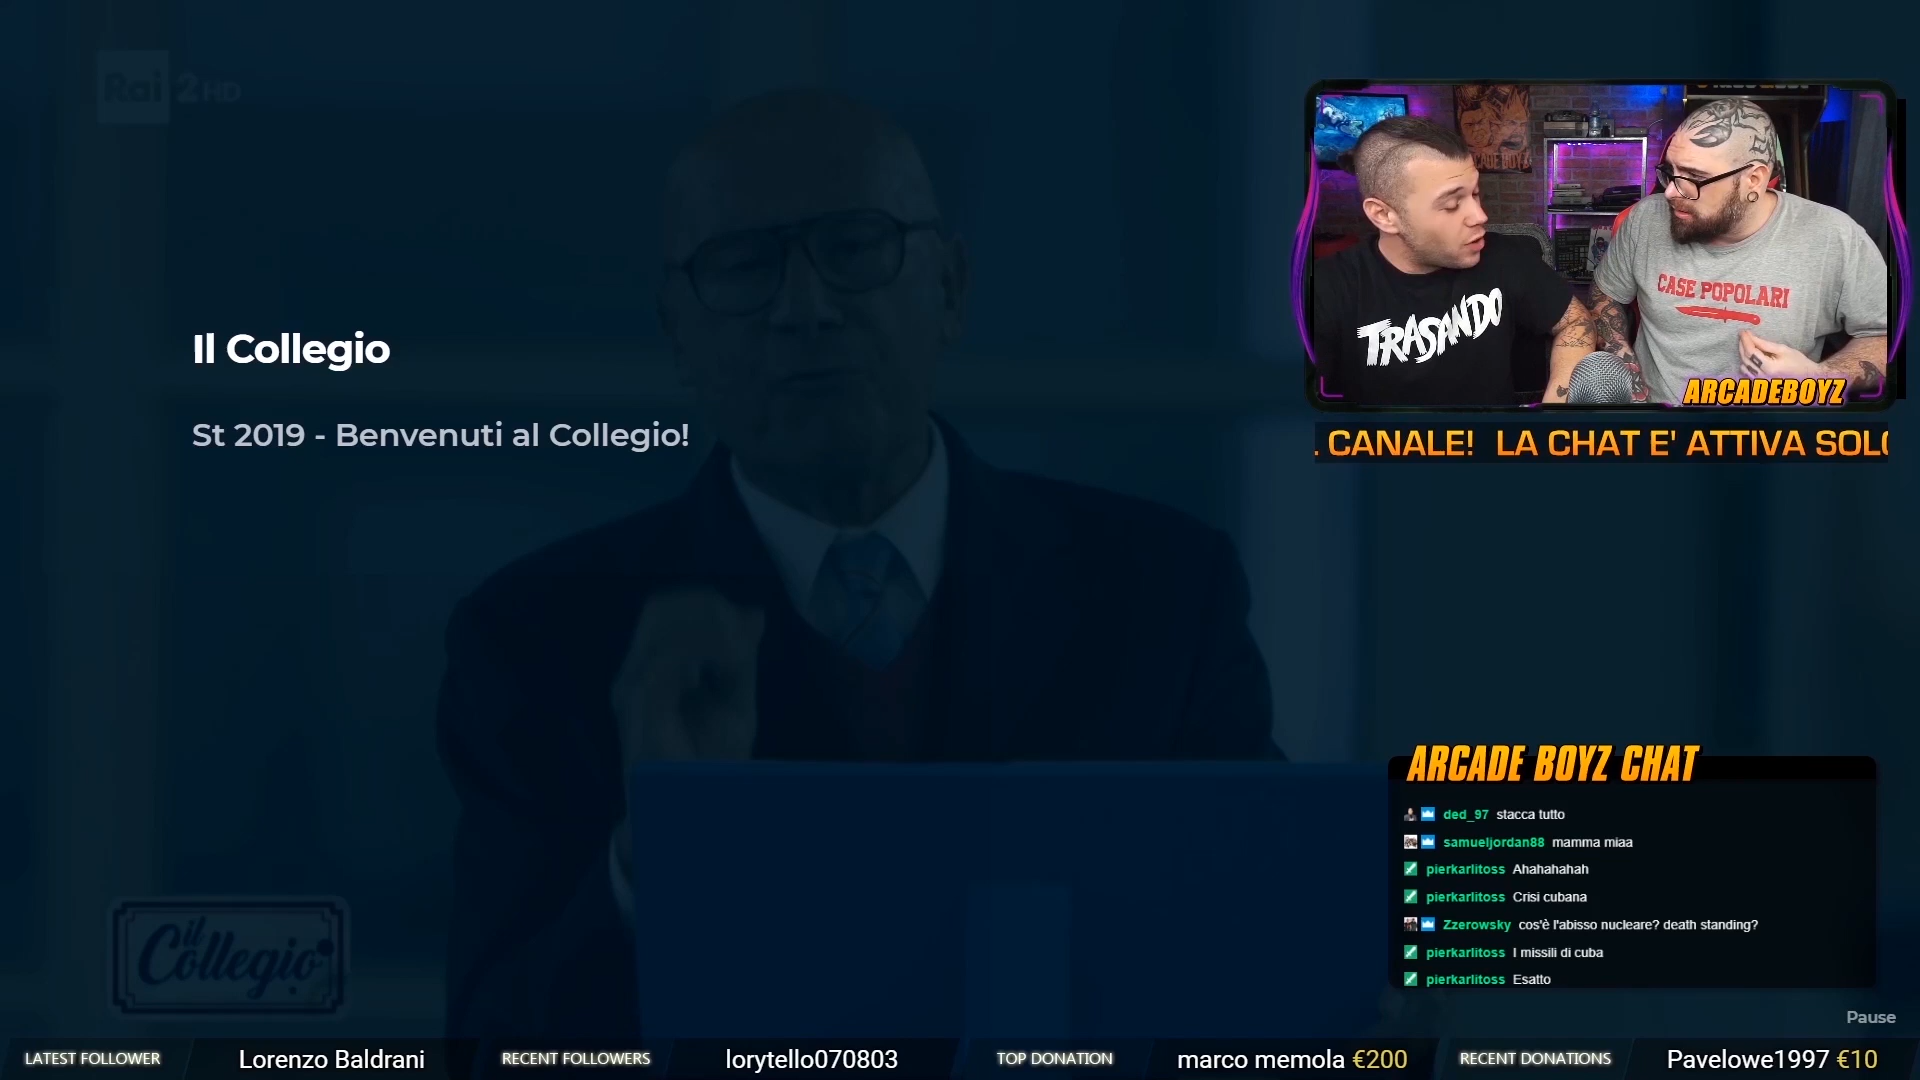 Rai 2 HD
Il Collegio
St 2019 - Benvenuti al Collegio!
ARCADE BOYZ
TRASANDO
CASE POPOLARI
ARCADEBOYZ
CANALE! LA CHAT E' ATTIVA SOLO
ARCADE BOYZ CHAT
ded_97 stacca tutto
samueljordan88 mamma miaa
pierkarlitoss Ahahahahah
pierkarlitoss Crisi cubana
Zzerowsky cos'è l'abisso nucleare? death standing?
pierkarlitoss I missili di cuba
pierkarlitoss Esatto
il Collegio
Pause
LATEST FOLLOWER Lorenzo Baldrani RECENT FOLLOWERS lorytello070803 TOP DONATION marco memola €200 RECENT DONATIONS Pavelowe1997 €10